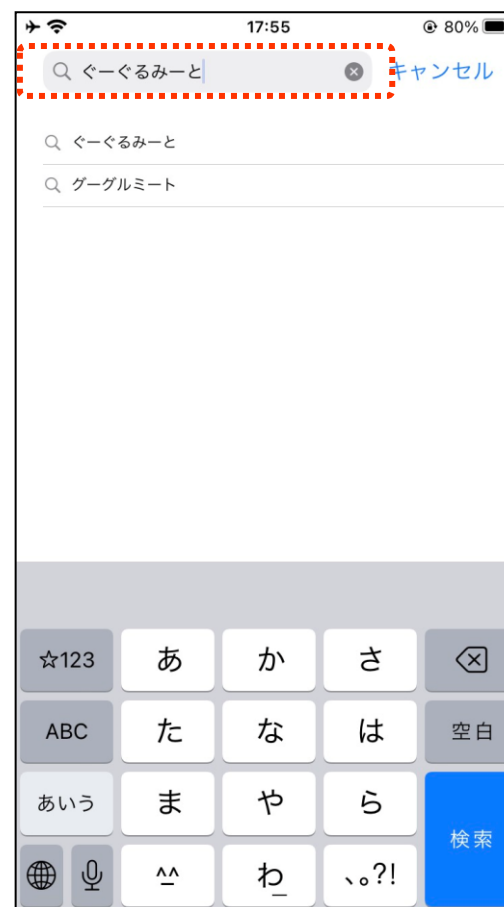 17:55 80%
ぐーぐるみーと キャンセル
ぐーぐるみーと
グーグルミート
☆123 あ か さ
ABC た な は 空白
あいう ま や ら 検索
^^ わ_ 、。?!